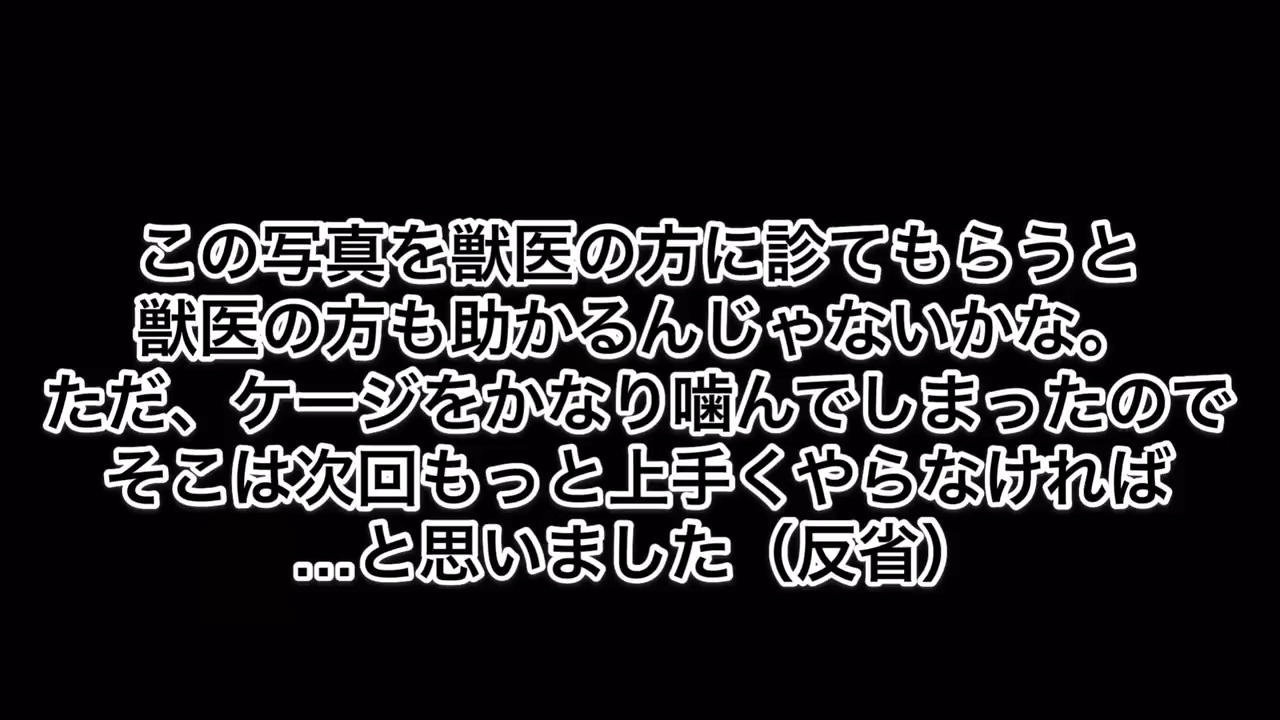 この写真を獣医の方に診てもらうと
獣医の方も助かるんじゃないかな。
ただ、ケージをかなり噛んでしまったので
そこは次回もっと上手くやらなければ
...と思いました（反省）